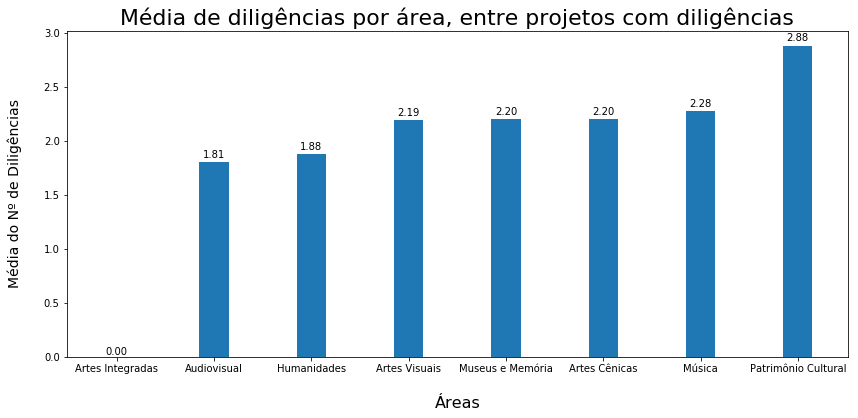 Média de diligências por área, entre projetos com diligências
Média do Nº de Diligências
3.0
2.5
2.0
1.5
1.0
0.5
0.0
0.00
1.81
1.88
2.19
2.20
2.20
2.28
2.88
Artes Integradas
Audiovisual
Humanidades
Artes Visuais
Museus e Memória
Artes Cênicas
Música
Patrimônio Cultural
Áreas